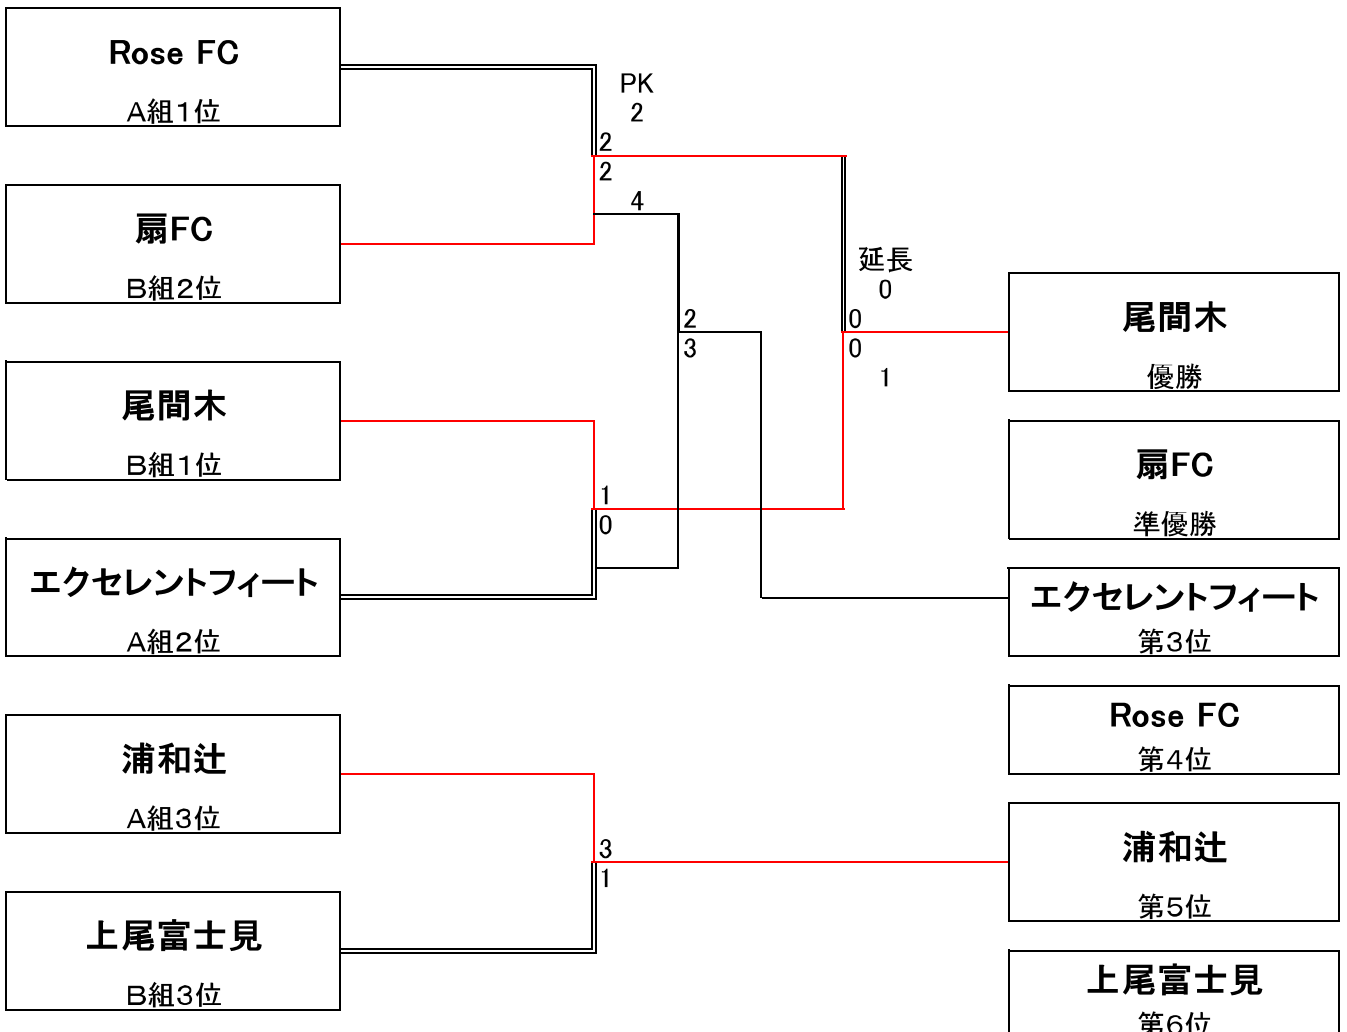 Rose FC
A組1位
扇FC
B組2位
尾間木
B組1位
エクセレントフィート
A組2位
浦和辻
A組3位
上尾富士見
B組3位
PK
2
2
2
4
1
0
3
1
2
3
延長
0
0
0
1
尾間木
優勝
扇FC
準優勝
エクセレントフィート
第3位
Rose FC
第4位
浦和辻
第5位
上尾富士見
第6位